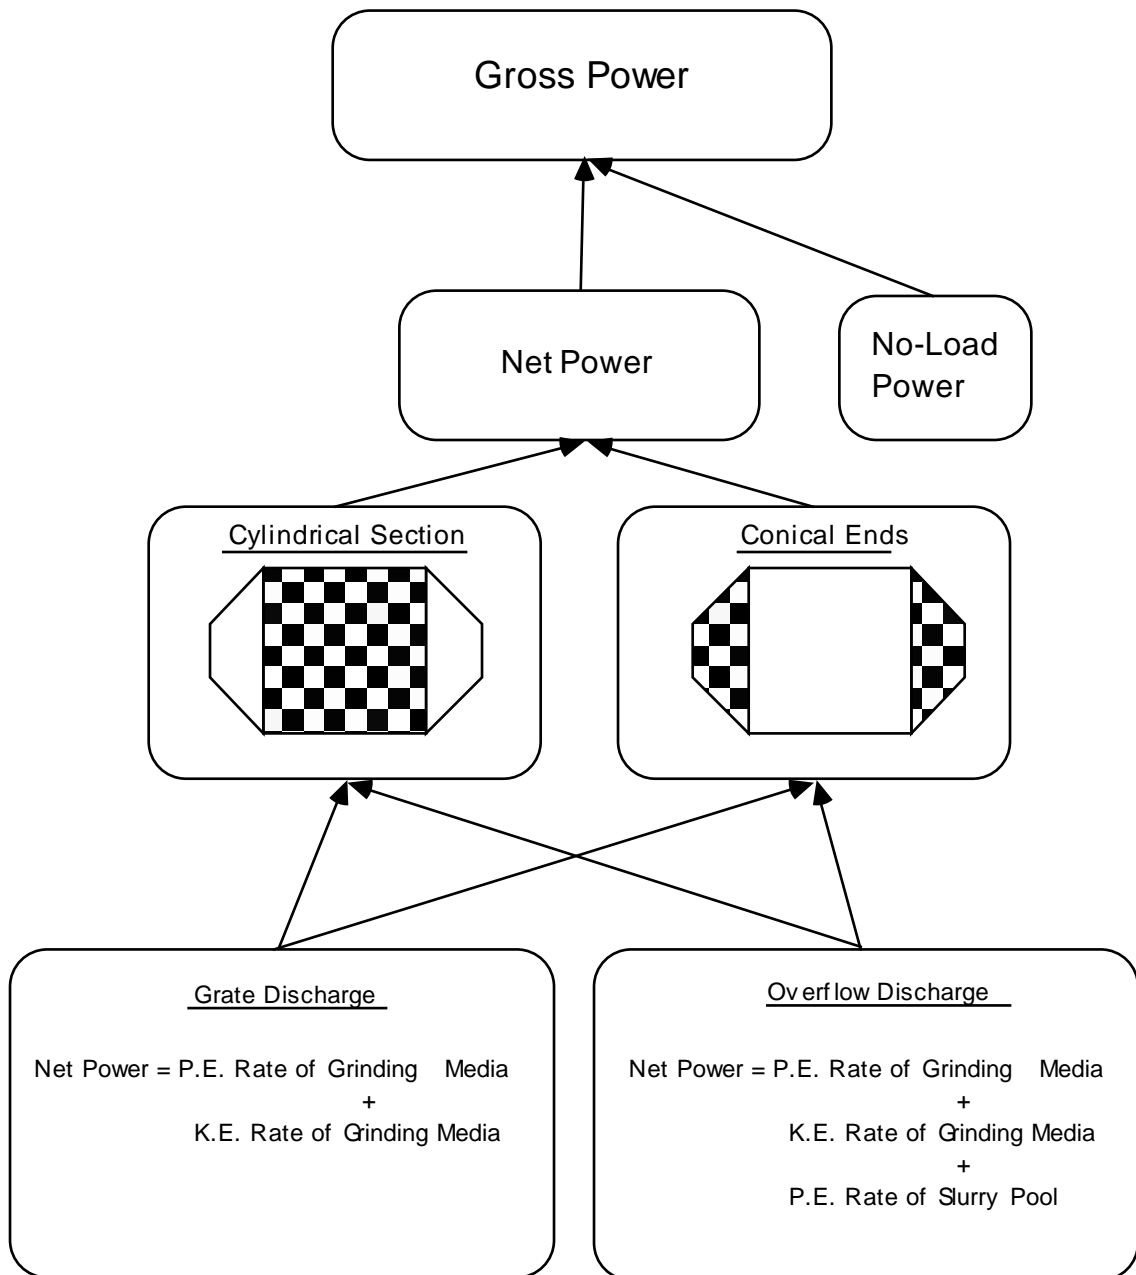 Gross Power
Net Power
No-Load
Power
Cylindrical Section
Conical Ends
Grate Discharge
Net Power = P.E. Rate of Grinding Media
+
K.E. Rate of Grinding Media
Overflow Discharge
Net Power = P.E. Rate of Grinding Media
+
K.E. Rate of Grinding Media
+
P.E. Rate of Slurry Pool